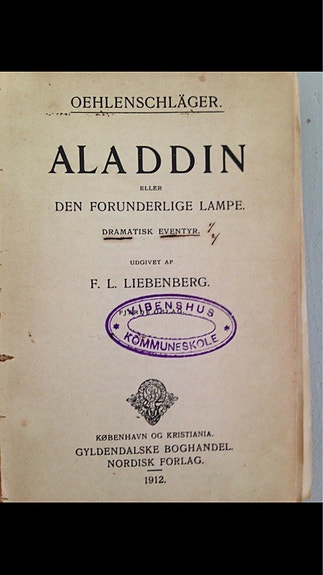 OEHLENSCHLÄGER.
ALADDIN
ELLER
DEN FORUNDERLIGE LAMPE.
DRAMATISK EVENTYR.
UDGIVET AF
F. L. LIEBENBERG.
VIBENSHUS
KOMMUNESKOLE
KØBENHAVN OG KRISTIANIA.
GYLDENDALSKE BOGHANDEL.
NORDISK FORLAG.
1912.